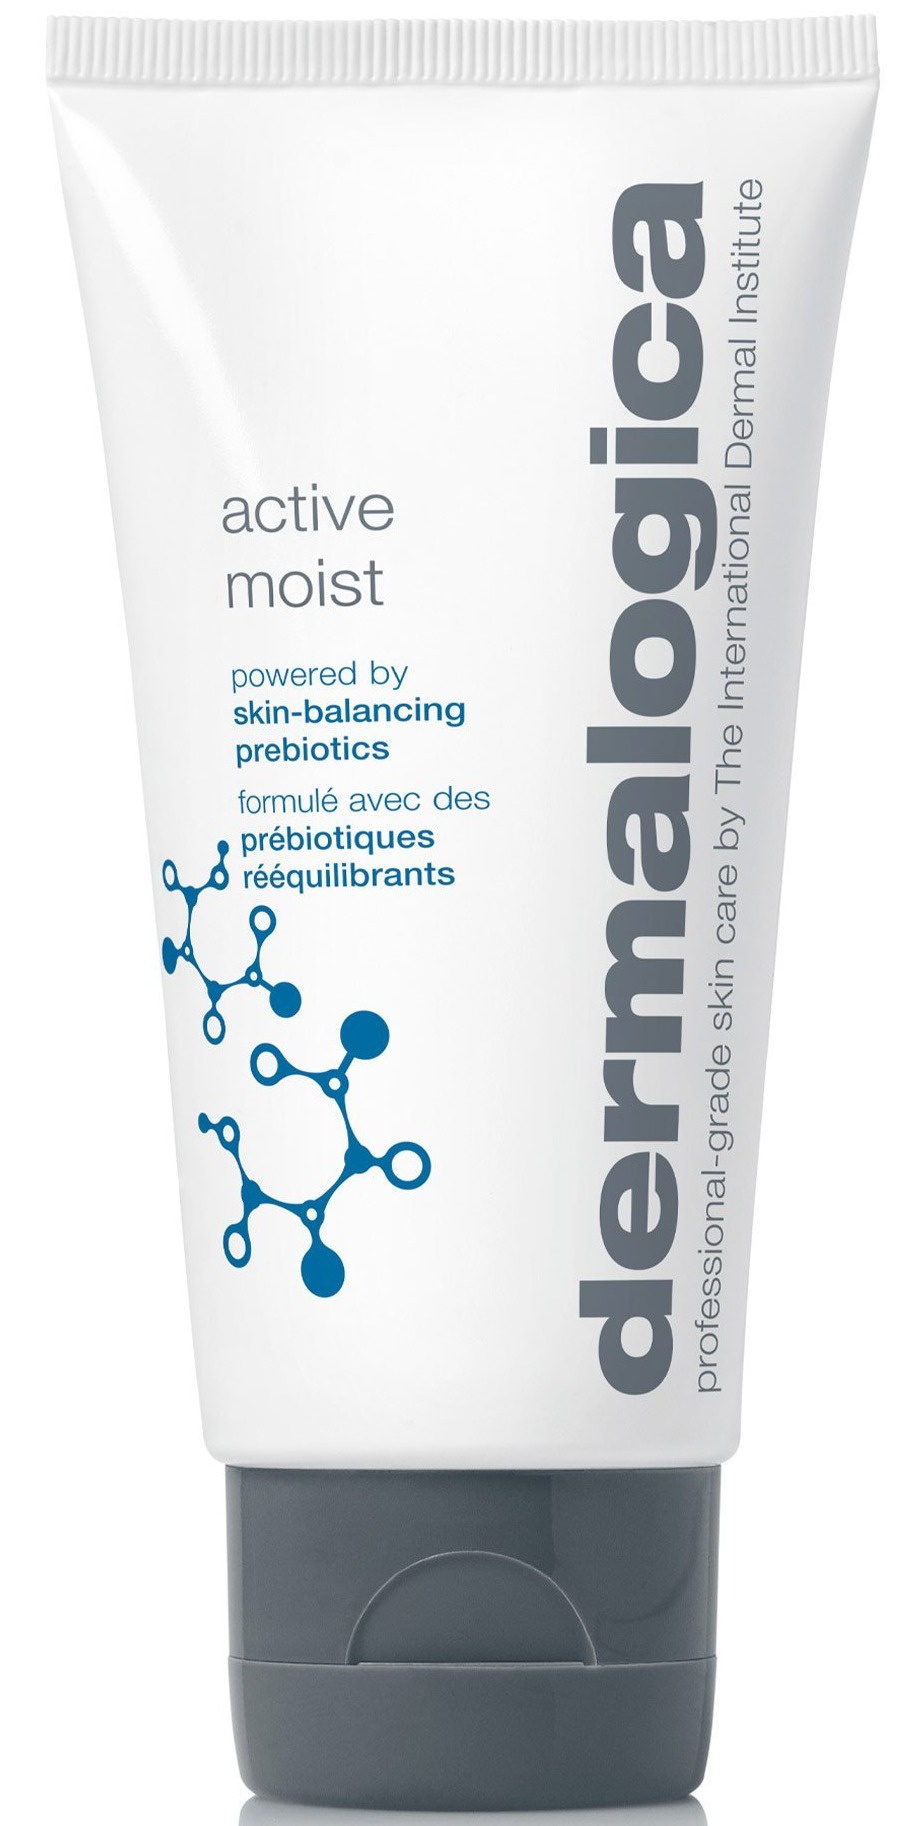 active
moist
powered by
skin-balancing
prebiotics
formulé avec des
prébiotiques
rééquilibrants
dermalogica
professional-grade skin care by The International Dermal Institute